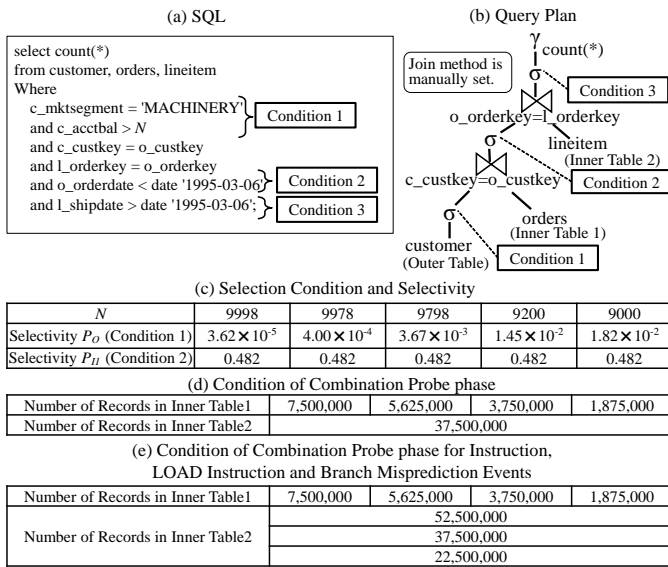 (a) SQL
select count(*)
from customer, orders, lineitem
Where
c_mktsegment = 'MACHINERY'
and c_acctbal > N
and c_custkey = o_custkey
and l_orderkey = o_orderkey
and o_orderdate < date '1995-03-06'
and l_shipdate > date '1995-03-06';
Condition 1
Condition 2
Condition 3
(b) Query Plan
γ
count(*)
Join method is
manually set.
σ
Condition 3
o_orderkey=l_orderkey
σ
lineitem
(Inner Table 2)
Condition 2
c_custkey=o_custkey
σ
orders
(Inner Table 1)
customer
(Outer Table)
Condition 1
(c) Selection Condition and Selectivity
N 9998 9978 9798 9200 9000
Selectivity P_O (Condition 1) 3.62×10⁻⁵ 4.00×10⁻⁴ 3.67×10⁻³ 1.45×10⁻² 1.82×10⁻²
Selectivity P_I1 (Condition 2) 0.482 0.482 0.482 0.482 0.482
(d) Condition of Combination Probe phase
Number of Records in Inner Table1 7,500,000 5,625,000 3,750,000 1,875,000
Number of Records in Inner Table2 37,500,000
(e) Condition of Combination Probe phase for Instruction,
LOAD Instruction and Branch Misprediction Events
Number of Records in Inner Table1 7,500,000 5,625,000 3,750,000 1,875,000
Number of Records in Inner Table2 52,500,000
37,500,000
22,500,000